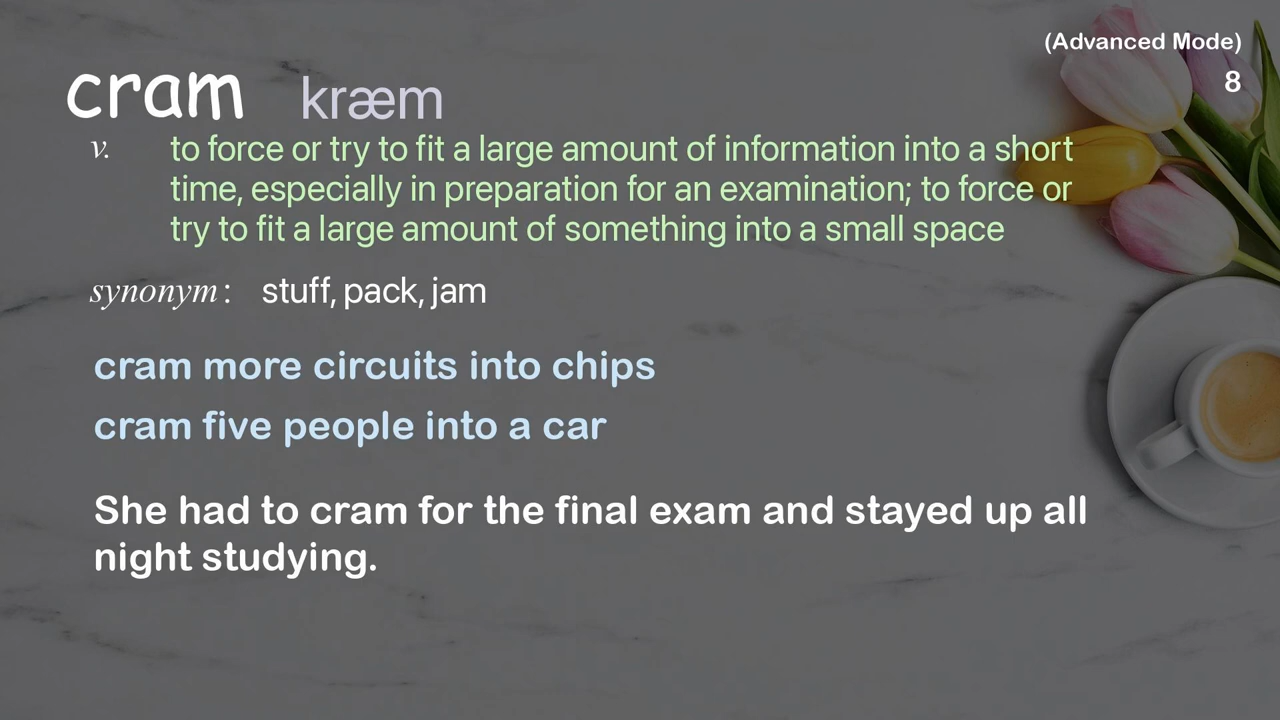 (Advanced Mode)
8
cram kræm
v. to force or try to fit a large amount of information into a short
time, especially in preparation for an examination; to force or
try to fit a large amount of something into a small space
synonym: stuff, pack, jam
cram more circuits into chips
cram five people into a car
She had to cram for the final exam and stayed up all
night studying.